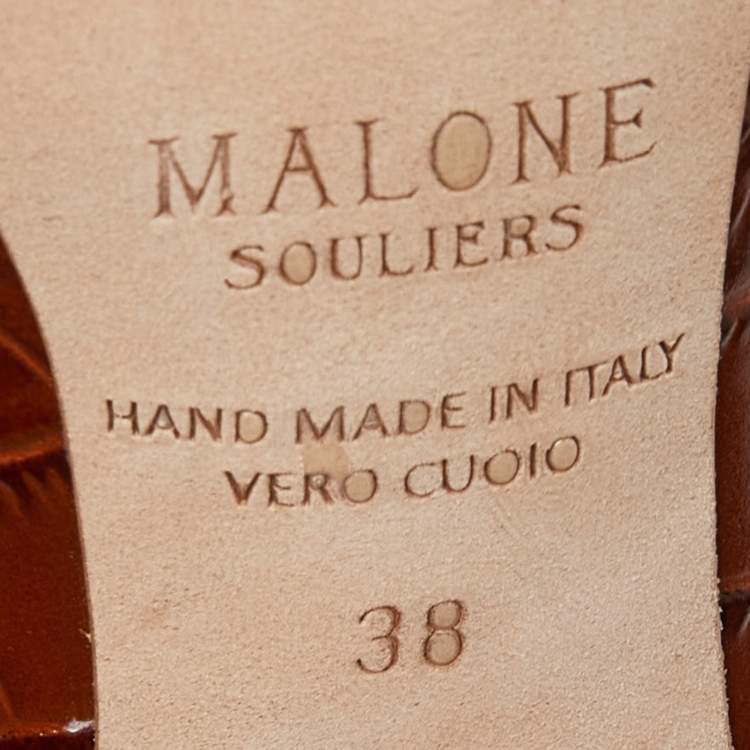 MALONE
SOULIERS
HAND MADE IN ITALY
VERO CUOIO
38